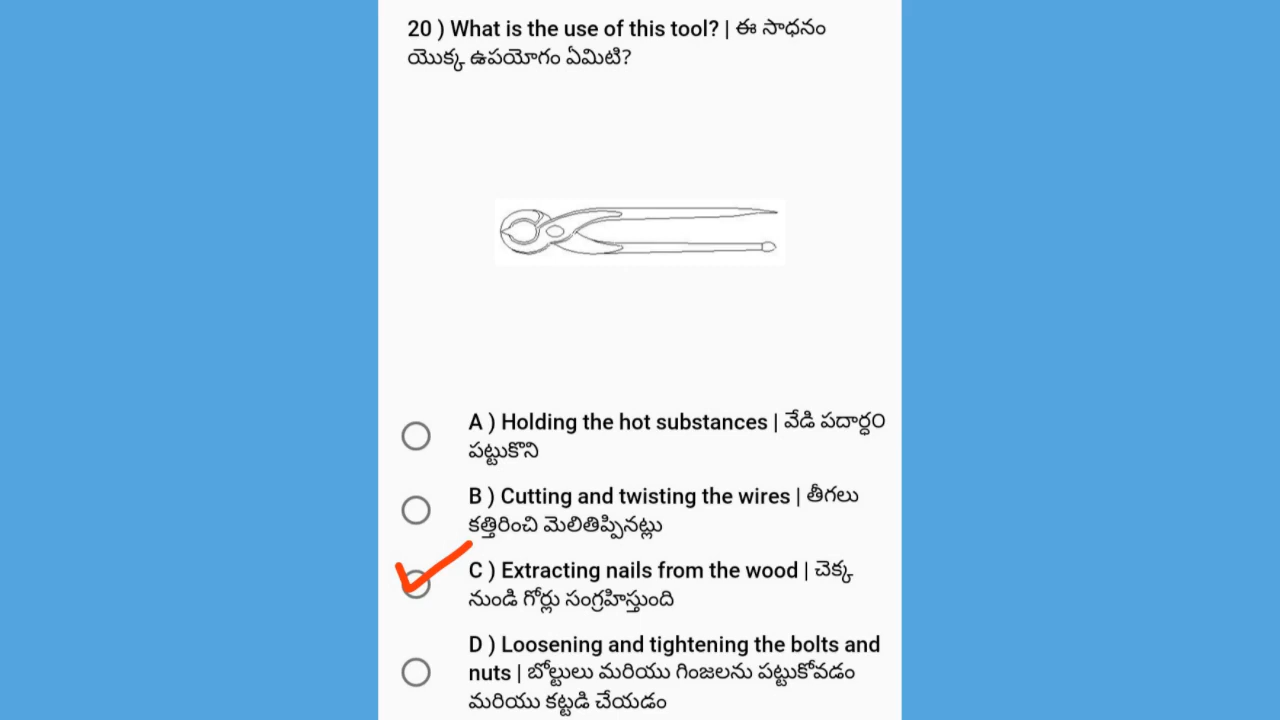 20 ) What is the use of this tool? | ఈ సాధనం
యొక్క ఉపయోగం ఏమిటి?
A ) Holding the hot substances | వేడి పదార్థం
పట్టుకొని
B ) Cutting and twisting the wires | తీగలు
కత్తిరించి మెలితిప్పినట్లు
C ) Extracting nails from the wood | చెక్క
నుండి గోర్లు సంగ్రహిస్తుంది
D ) Loosening and tightening the bolts and
nuts | బోల్టులు మరియు గింజలను పట్టుకోవడం
మరియు కట్టడి చేయడం